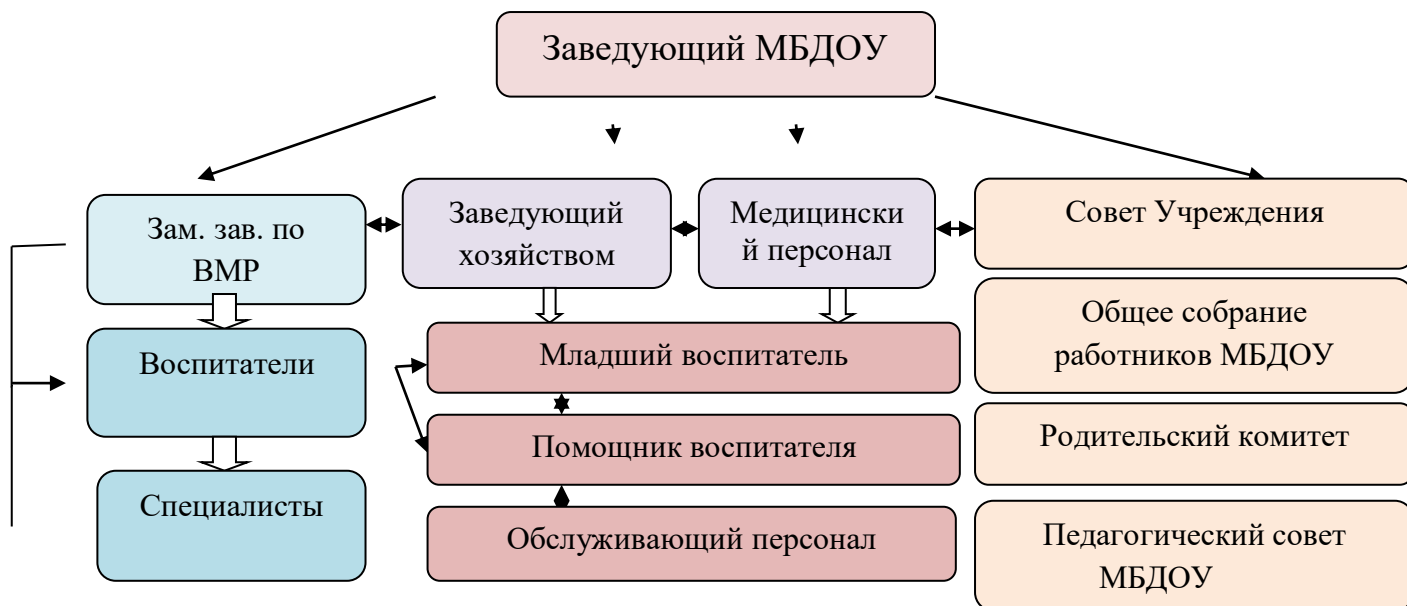 Заведующий МБДОУ
Зам. зав. по
ВМР
Заведующий
хозяйством
Медицински
й персонал
Совет Учреждения
Воспитатели
Специалисты
Младший воспитатель
Помощник воспитателя
Обслуживающий персонал
Общее собрание
работников МБДОУ
Родительский комитет
Педагогический совет
МБДОУ